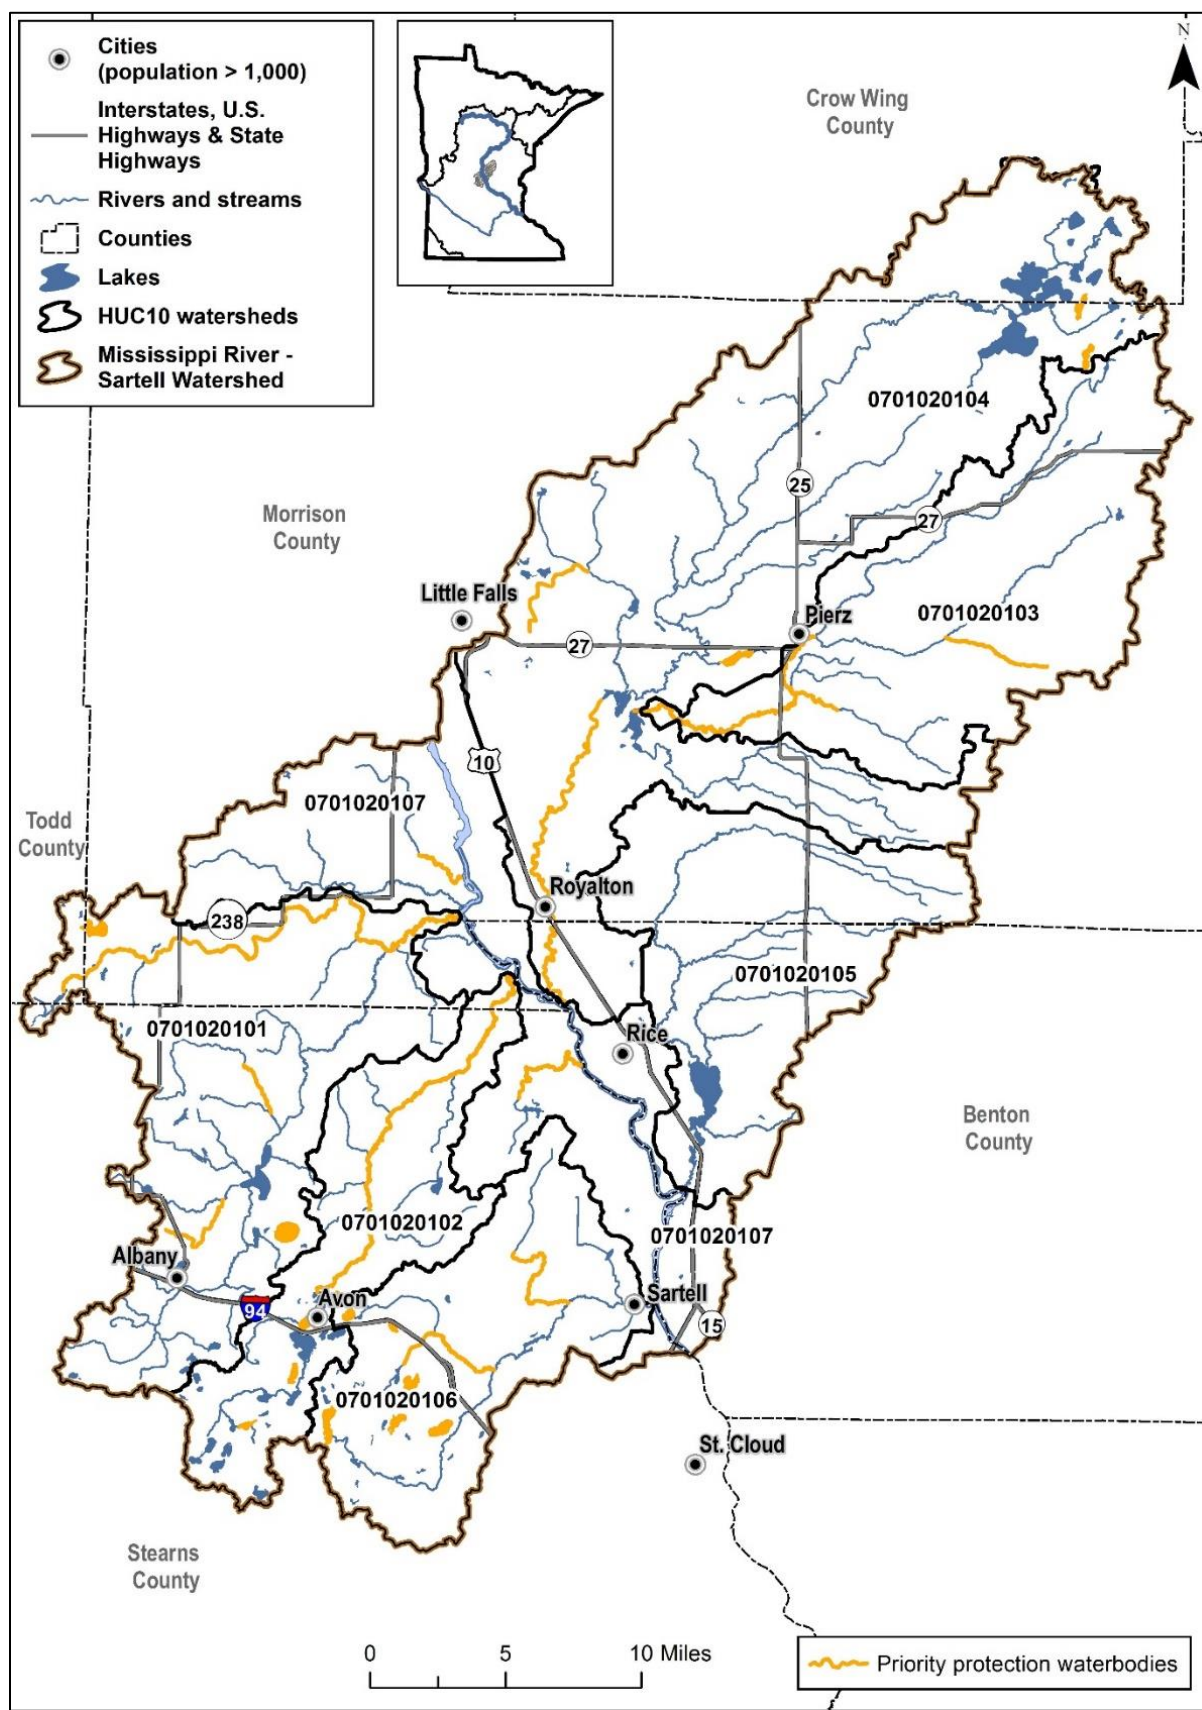 Cities
(population > 1,000)
Interstates, U.S.
Highways & State
Highways
Rivers and streams
Counties
Lakes
HUC10 watersheds
Mississippi River -
Sartell Watershed
N
Crow Wing
County
0701020104
25
27
Morrison
County
Little Falls
Pierz
0701020103
27
10
0701020107
Todd
County
Royalton
238
0701020105
0701020101
Rice
Benton
County
0701020102
0701020107
Albany
Avon
Sartell
94
15
0701020106
St. Cloud
Stearns
County
0
5
10 Miles
Priority protection waterbodies